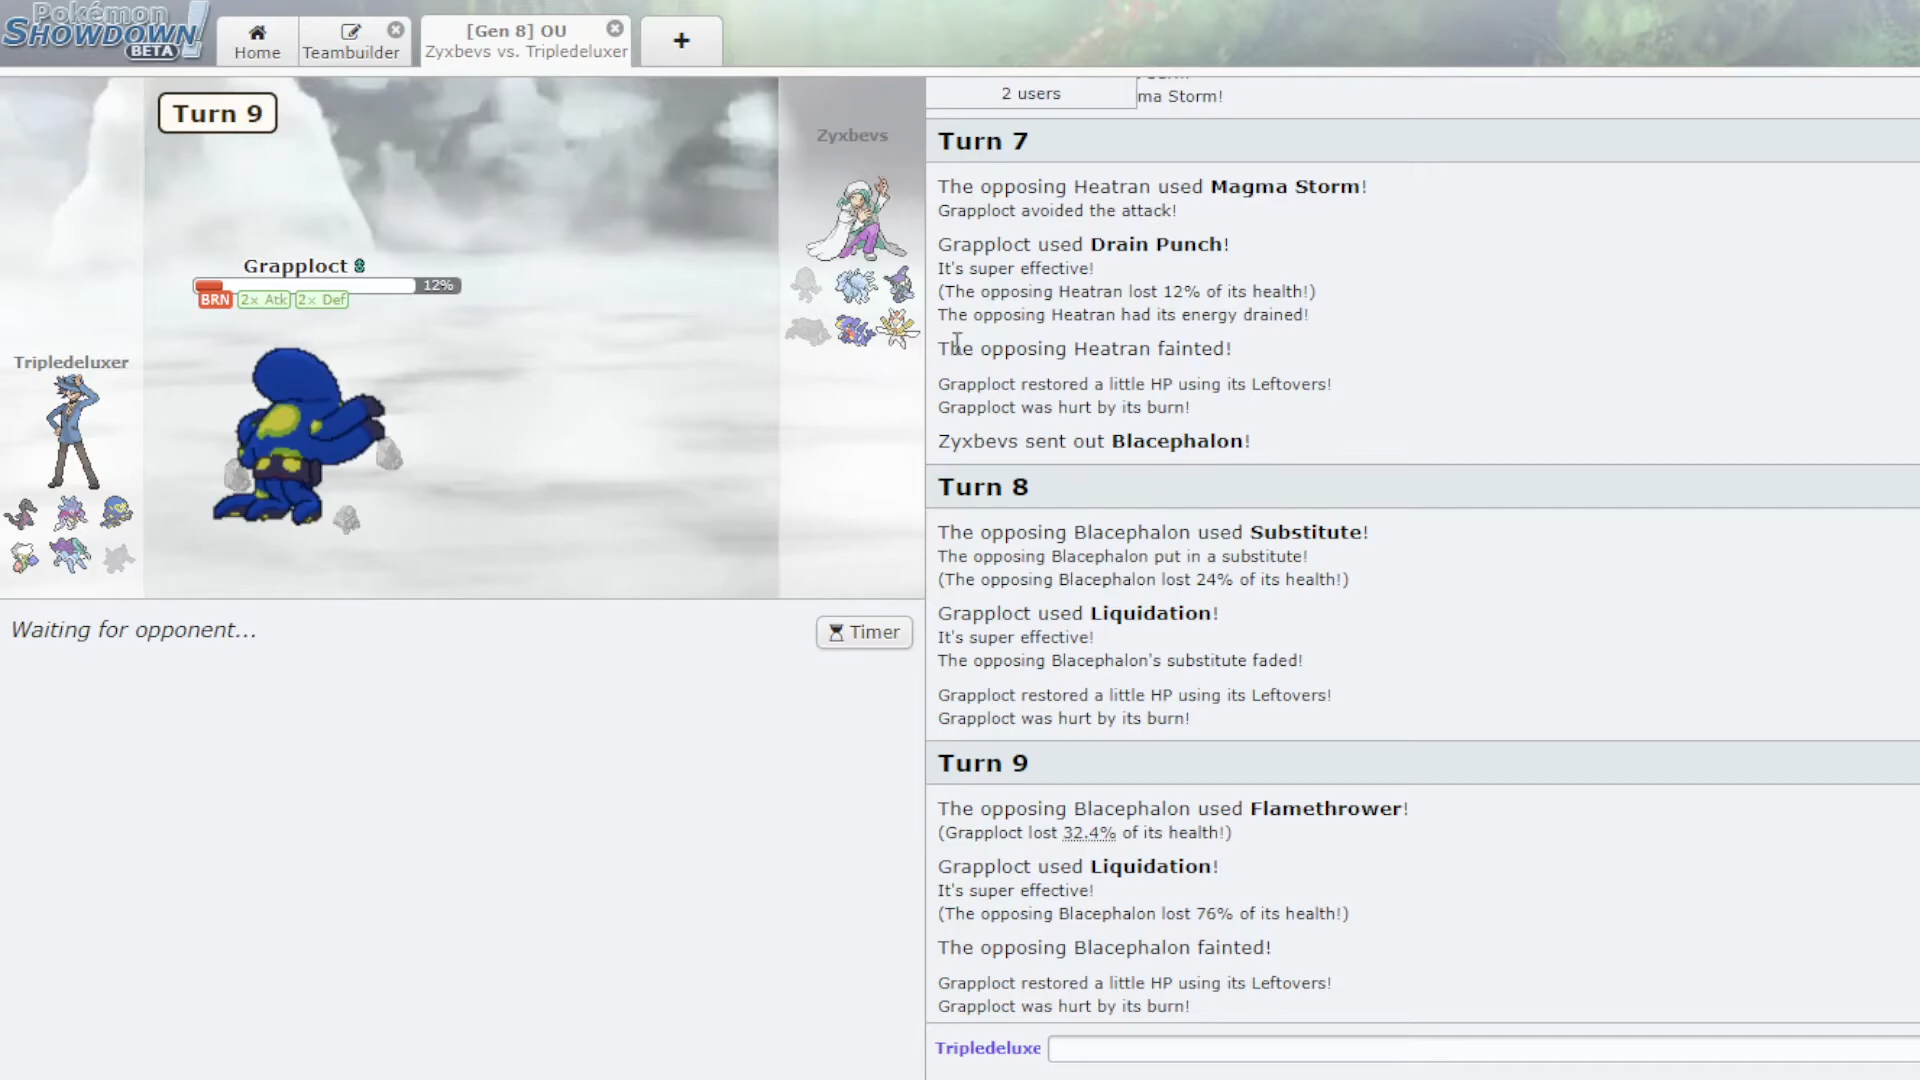 Pokémon
SHOWDOWN!
BETA
Home
Teambuilder
[Gen 8] OU
Zyxbevs vs. Tripledeluxer
+
Turn 9
Zyxbevs
Grapploct
12%
BRN 2x Atk 2x Def
Tripledeluxer
Waiting for opponent...
Timer
2 users
ma Storm!
Turn 7
The opposing Heatran used Magma Storm!
Grapploct avoided the attack!
Grapploct used Drain Punch!
It's super effective!
(The opposing Heatran lost 12% of its health!)
The opposing Heatran had its energy drained!
The opposing Heatran fainted!
Grapploct restored a little HP using its Leftovers!
Grapploct was hurt by its burn!
Zyxbevs sent out Blacephalon!
Turn 8
The opposing Blacephalon used Substitute!
The opposing Blacephalon put in a substitute!
(The opposing Blacephalon lost 24% of its health!)
Grapploct used Liquidation!
It's super effective!
The opposing Blacephalon's substitute faded!
Grapploct restored a little HP using its Leftovers!
Grapploct was hurt by its burn!
Turn 9
The opposing Blacephalon used Flamethrower!
(Grapploct lost 32.4% of its health!)
Grapploct used Liquidation!
It's super effective!
(The opposing Blacephalon lost 76% of its health!)
The opposing Blacephalon fainted!
Grapploct restored a little HP using its Leftovers!
Grapploct was hurt by its burn!
Tripledeluxe